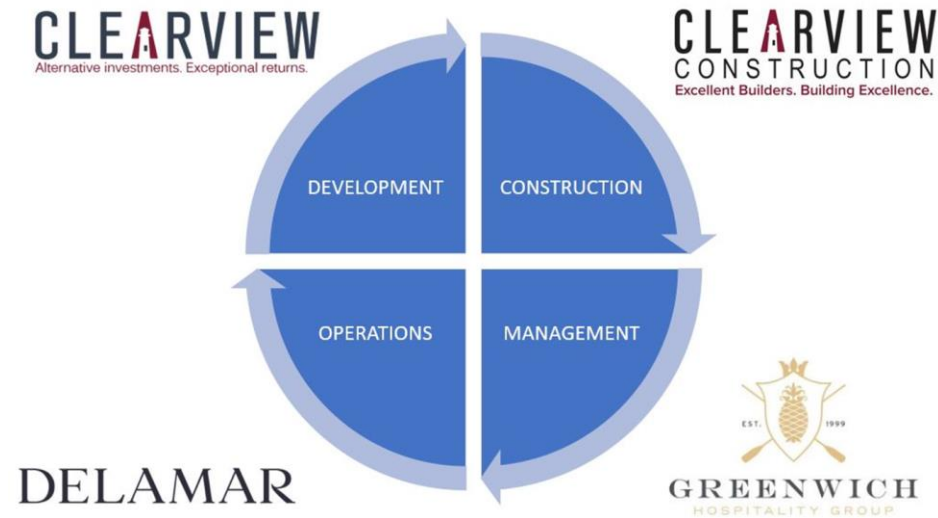 CLEARVIEW
Alternative investments. Exceptional returns.
CLEARVIEW
CONSTRUCTION
Excellent Builders. Building Excellence.
DEVELOPMENT
CONSTRUCTION
OPERATIONS
MANAGEMENT
EST. 1999
DELAMAR
GREENWICH
HOSPITALITY GROUP